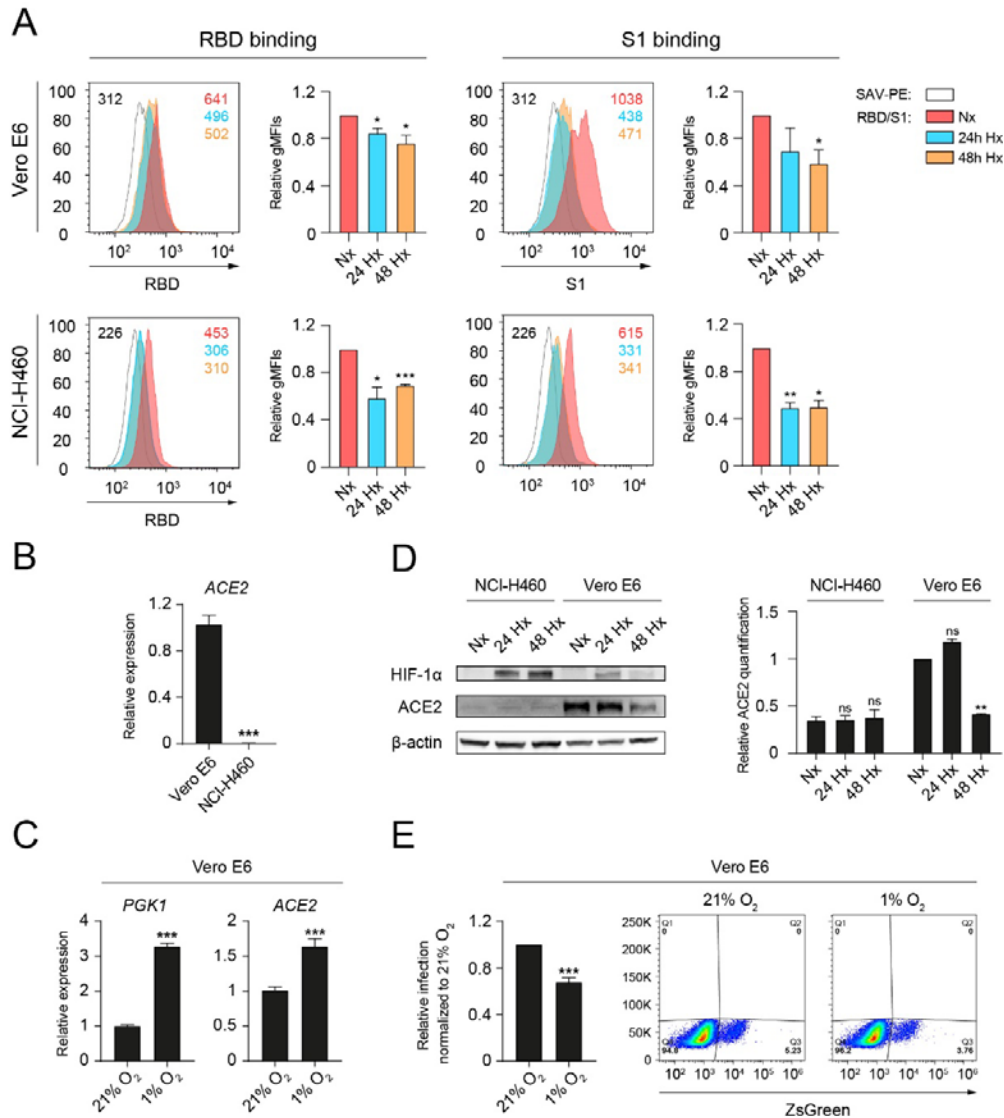 A
RBD binding
S1 binding
Vero E6
100
80
60
40
20
0
312
641
496
502
10² 10³ 10⁴
RBD
Relative gMFIs
1.2
0.8
0.4
0
* *
Nx 24 Hx 48 Hx
100
80
60
40
20
0
312
1038
438
471
10² 10³ 10⁴
S1
Relative gMFIs
1.2
0.8
0.4
0
*
Nx 24 Hx 48 Hx
SAV-PE:
RBD/S1: Nx
24h Hx
48h Hx
NCI-H460
100
80
60
40
20
0
226
453
306
310
10² 10³ 10⁴
RBD
Relative gMFIs
1.2
0.8
0.4
0
* ***
Nx 24 Hx 48 Hx
100
80
60
40
20
0
226
615
331
341
10² 10³ 10⁴
S1
Relative gMFIs
1.2
0.8
0.4
0
** *
Nx 24 Hx 48 Hx
B
ACE2
Relative expression
1.2
0.8
0.4
0
***
Vero E6 NCI-H460
D
NCI-H460 Vero E6
Nx 24 Hx 48 Hx Nx 24 Hx 48 Hx
HIF-1α
ACE2
β-actin
Relative ACE2 quantification
1.5
1
0.5
0
NCI-H460 Vero E6
ns ns ns **
Nx 24 Hx 48 Hx Nx 24 Hx 48 Hx
C
Vero E6
PGK1
Relative expression
4
3
2
1
0
***
21% O₂ 1% O₂
ACE2
2
1.5
1
0.5
0
***
21% O₂ 1% O₂
E
Vero E6
Relative infection
normalized to 21% O₂
1.2
0.8
0.4
0
***
21% O₂ 1% O₂
21% O₂ 1% O₂
250K
200K
150K
100K
50K
0
Q1
0
Q2
0
94.8
Q3
5.23
10² 10³ 10⁴ 10⁵ 10⁶
Q1
0
Q2
0
96.2
Q3
3.76
10² 10³ 10⁴ 10⁵ 10⁶
ZsGreen